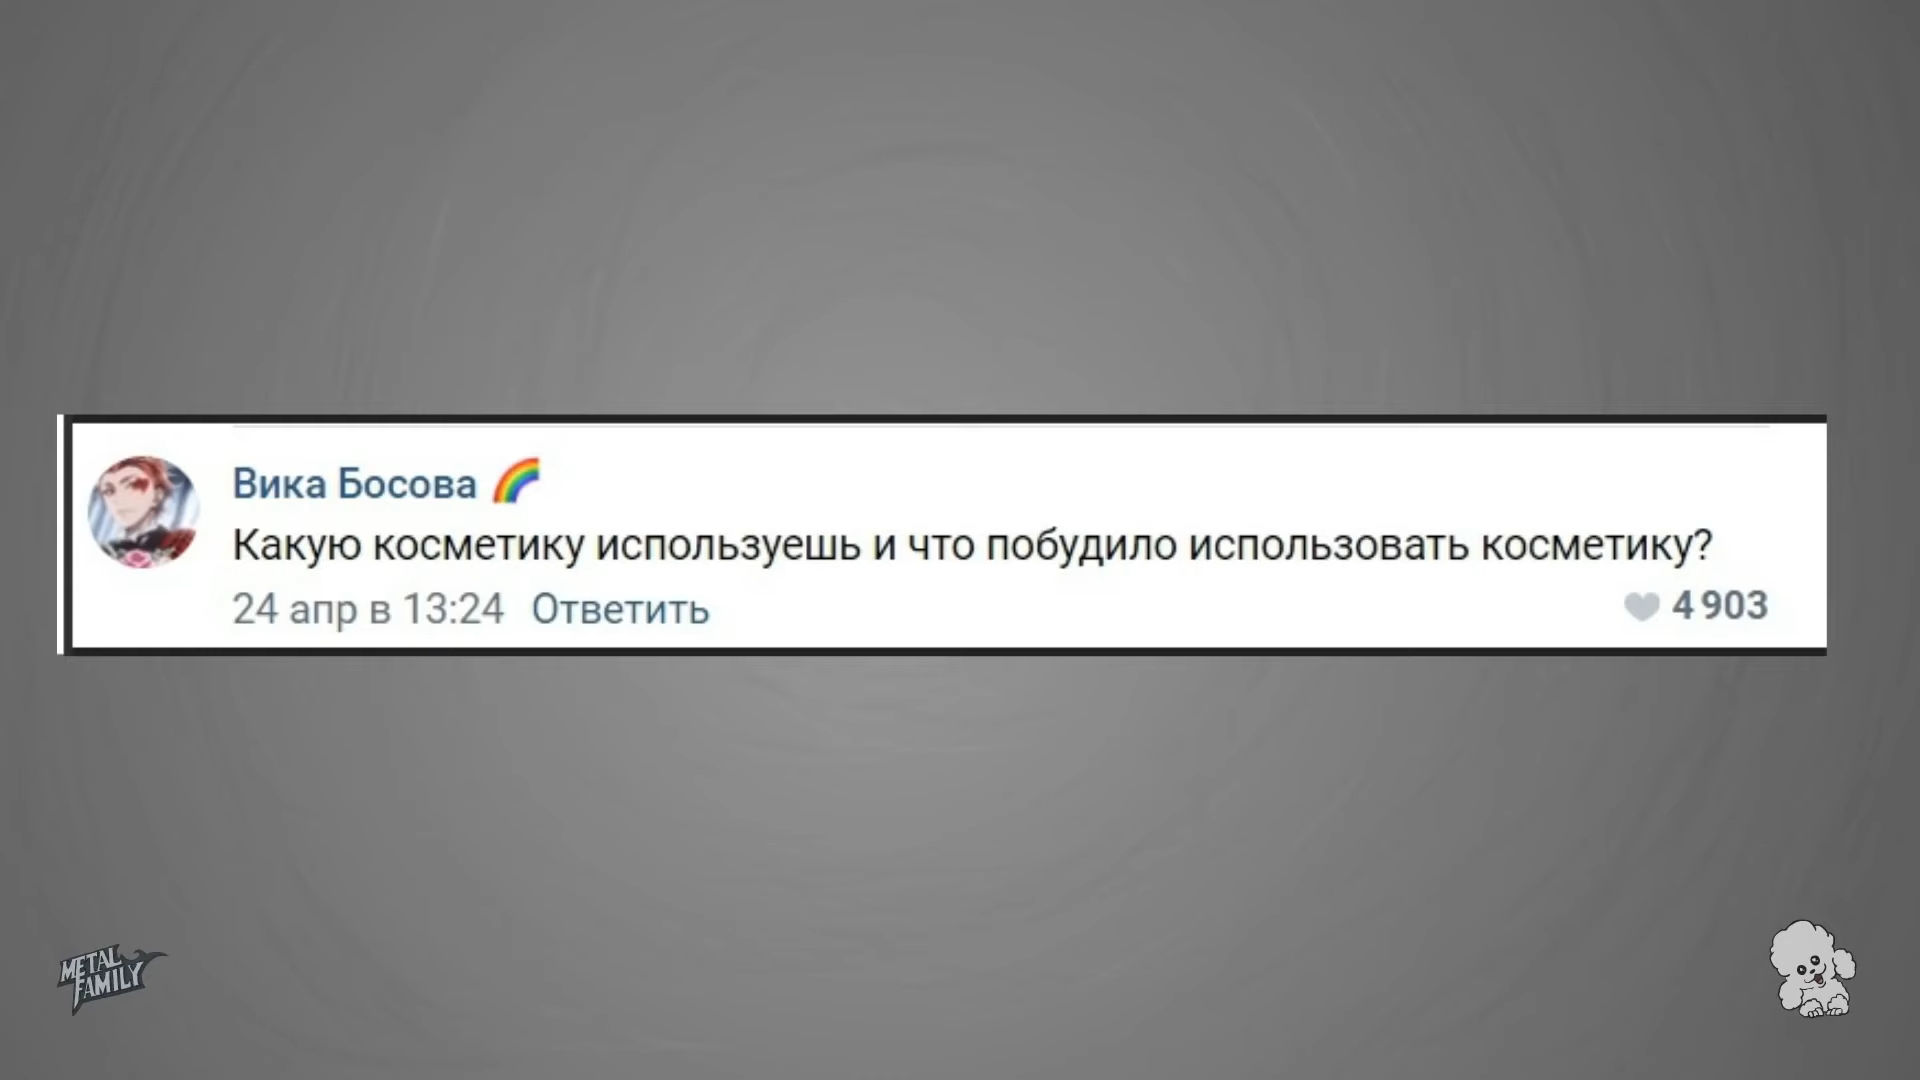 Вика Босова 🌈
Какую косметику используешь и что побудило использовать косметику?
24 апр в 13:24 Ответить 4 903
METAL
FAMILY